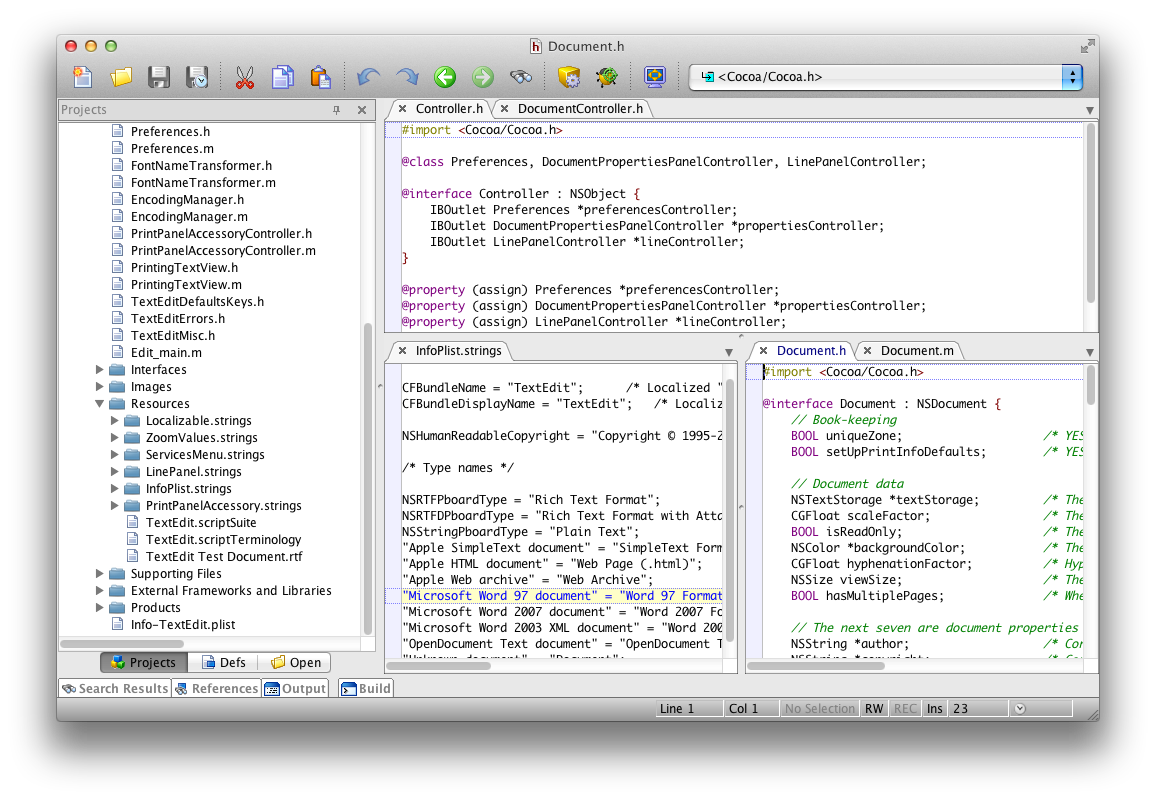 h Document.h
<Cocoa/Cocoa.h>
Projects
Preferences.h
Preferences.m
FontNameTransformer.h
FontNameTransformer.m
EncodingManager.h
EncodingManager.m
PrintPanelAccessoryController.h
PrintPanelAccessoryController.m
PrintingTextView.h
PrintingTextView.m
TextEditDefaultsKeys.h
TextEditErrors.h
TextEditMisc.h
Edit_main.m
Interfaces
Images
Resources
Localizable.strings
ZoomValues.strings
ServicesMenu.strings
LinePanel.strings
InfoPlist.strings
PrintPanelAccessory.strings
TextEdit.scriptSuite
TextEdit.scriptTerminology
TextEdit Test Document.rtf
Supporting Files
External Frameworks and Libraries
Products
Info-TextEdit.plist
Projects Defs Open
Controller.h DocumentController.h
#import <Cocoa/Cocoa.h>
@class Preferences, DocumentPropertiesPanelController, LinePanelController;
@interface Controller : NSObject {
IBOutlet Preferences *preferencesController;
IBOutlet DocumentPropertiesPanelController *propertiesController;
IBOutlet LinePanelController *lineController;
}
@property (assign) Preferences *preferencesController;
@property (assign) DocumentPropertiesPanelController *propertiesController;
@property (assign) LinePanelController *lineController;
InfoPlist.strings
CFBundleName = "TextEdit"; /* Localized "
CFBundleDisplayName = "TextEdit"; /* Localiz
NSHumanReadableCopyright = "Copyright © 1995-2
/* Type names */
NSRTFPboardType = "Rich Text Format";
NSRTFDPboardType = "Rich Text Format with Atta
NSStringPboardType = "Plain Text";
"Apple SimpleText document" = "SimpleText Form
"Apple HTML document" = "Web Page (.html)";
"Apple Web archive" = "Web Archive";
"Microsoft Word 97 document" = "Word 97 Format
"Microsoft Word 2007 document" = "Word 2007 Fo
"Microsoft Word 2003 XML document" = "Word 200
"OpenDocument Text document" = "OpenDocument T
"Unknown document" = "Document";
Document.h Document.m
#import <Cocoa/Cocoa.h>
@interface Document : NSDocument {
// Book-keeping
BOOL uniqueZone; /* YES
BOOL setUpPrintInfoDefaults; /* YES
// Document data
NSTextStorage *textStorage; /* The
CGFloat scaleFactor; /* The
BOOL isReadOnly; /* The
NSColor *backgroundColor; /* The
CGFloat hyphenationFactor; /* Hyp
NSSize viewSize; /* The
BOOL hasMultiplePages; /* Whe
// The next seven are document properties
NSString *author; /* Cor
NSString *copyright; /* Co
Search Results References Output Build
Line 1 Col 1 No Selection RW REC Ins 23